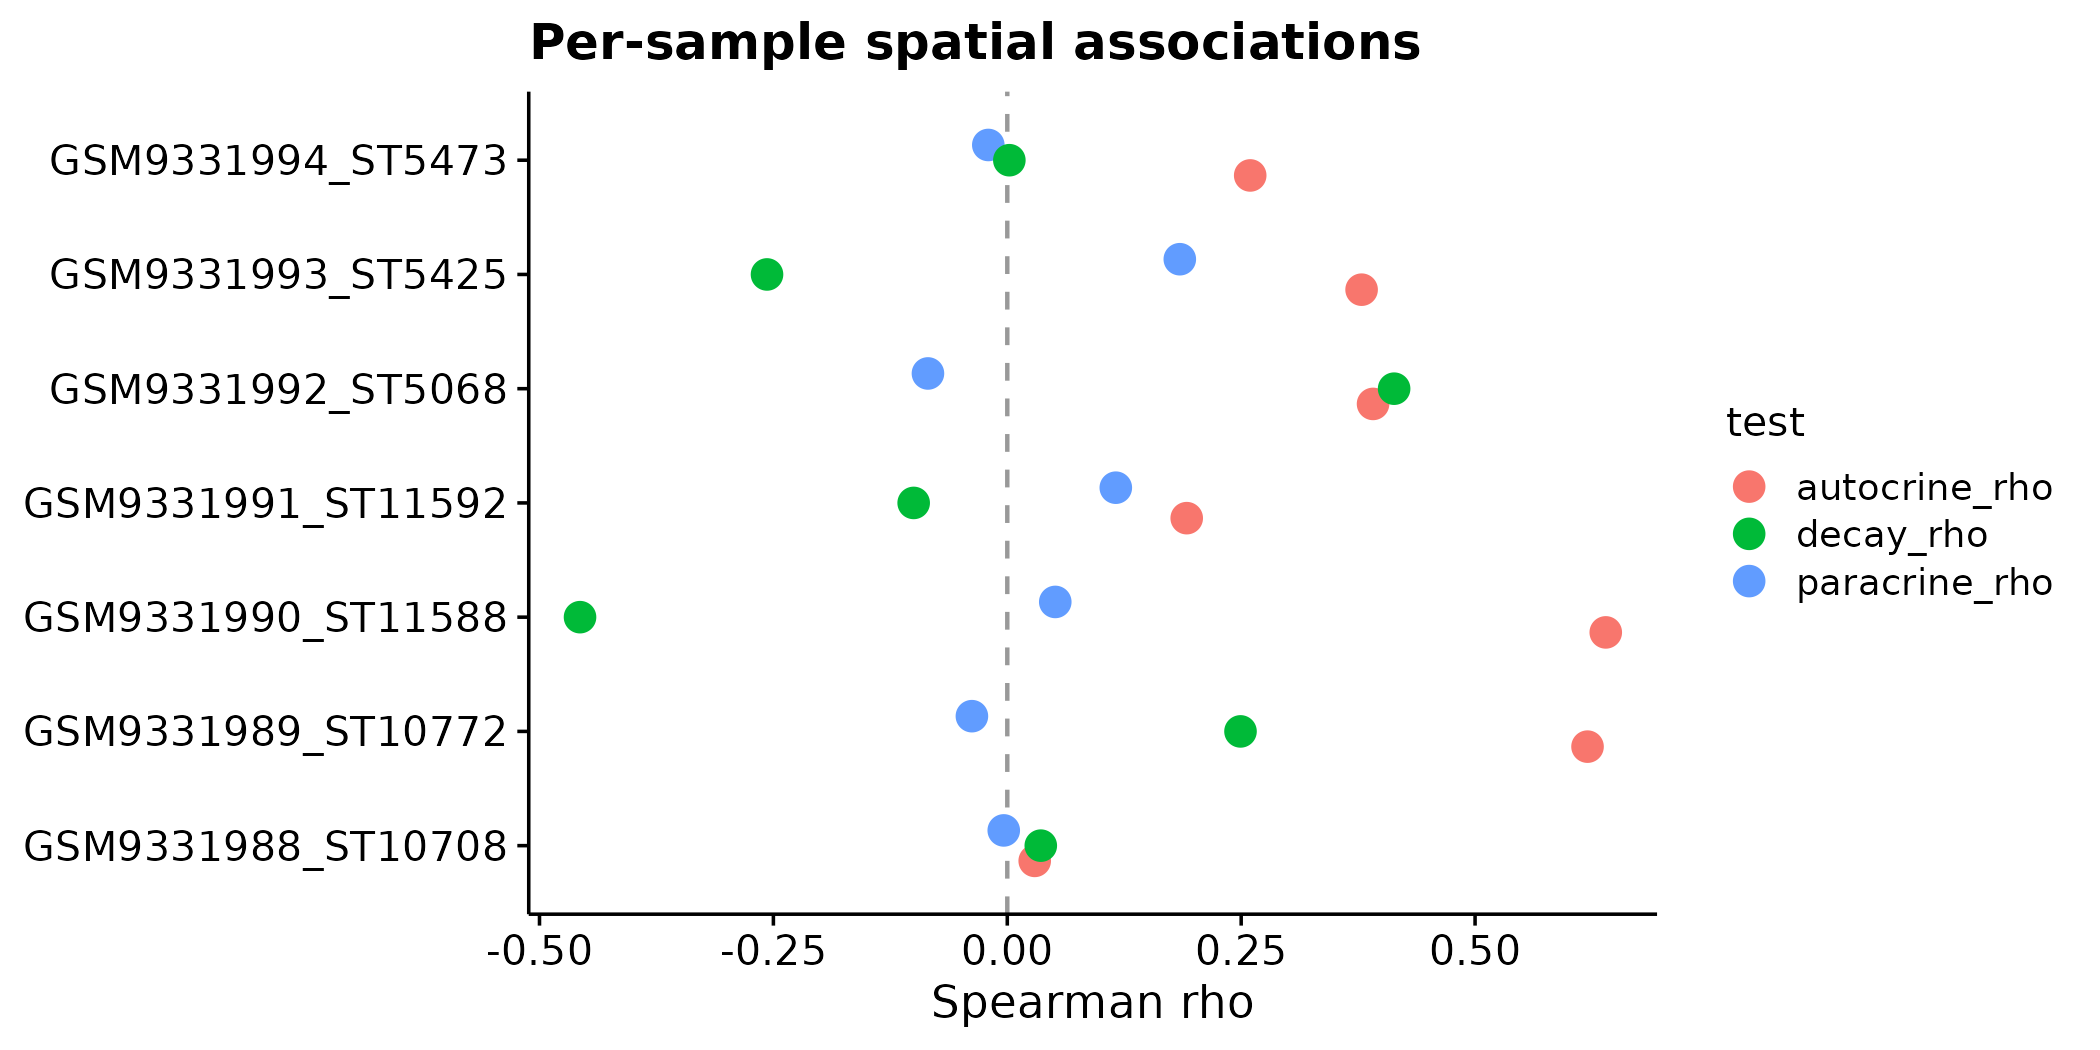 Per-sample spatial associations
GSM9331994_ST5473
GSM9331993_ST5425
GSM9331992_ST5068
GSM9331991_ST11592
GSM9331990_ST11588
GSM9331989_ST10772
GSM9331988_ST10708
-0.50 -0.25 0.00 0.25 0.50
Spearman rho
test
autocrine_rho
decay_rho
paracrine_rho